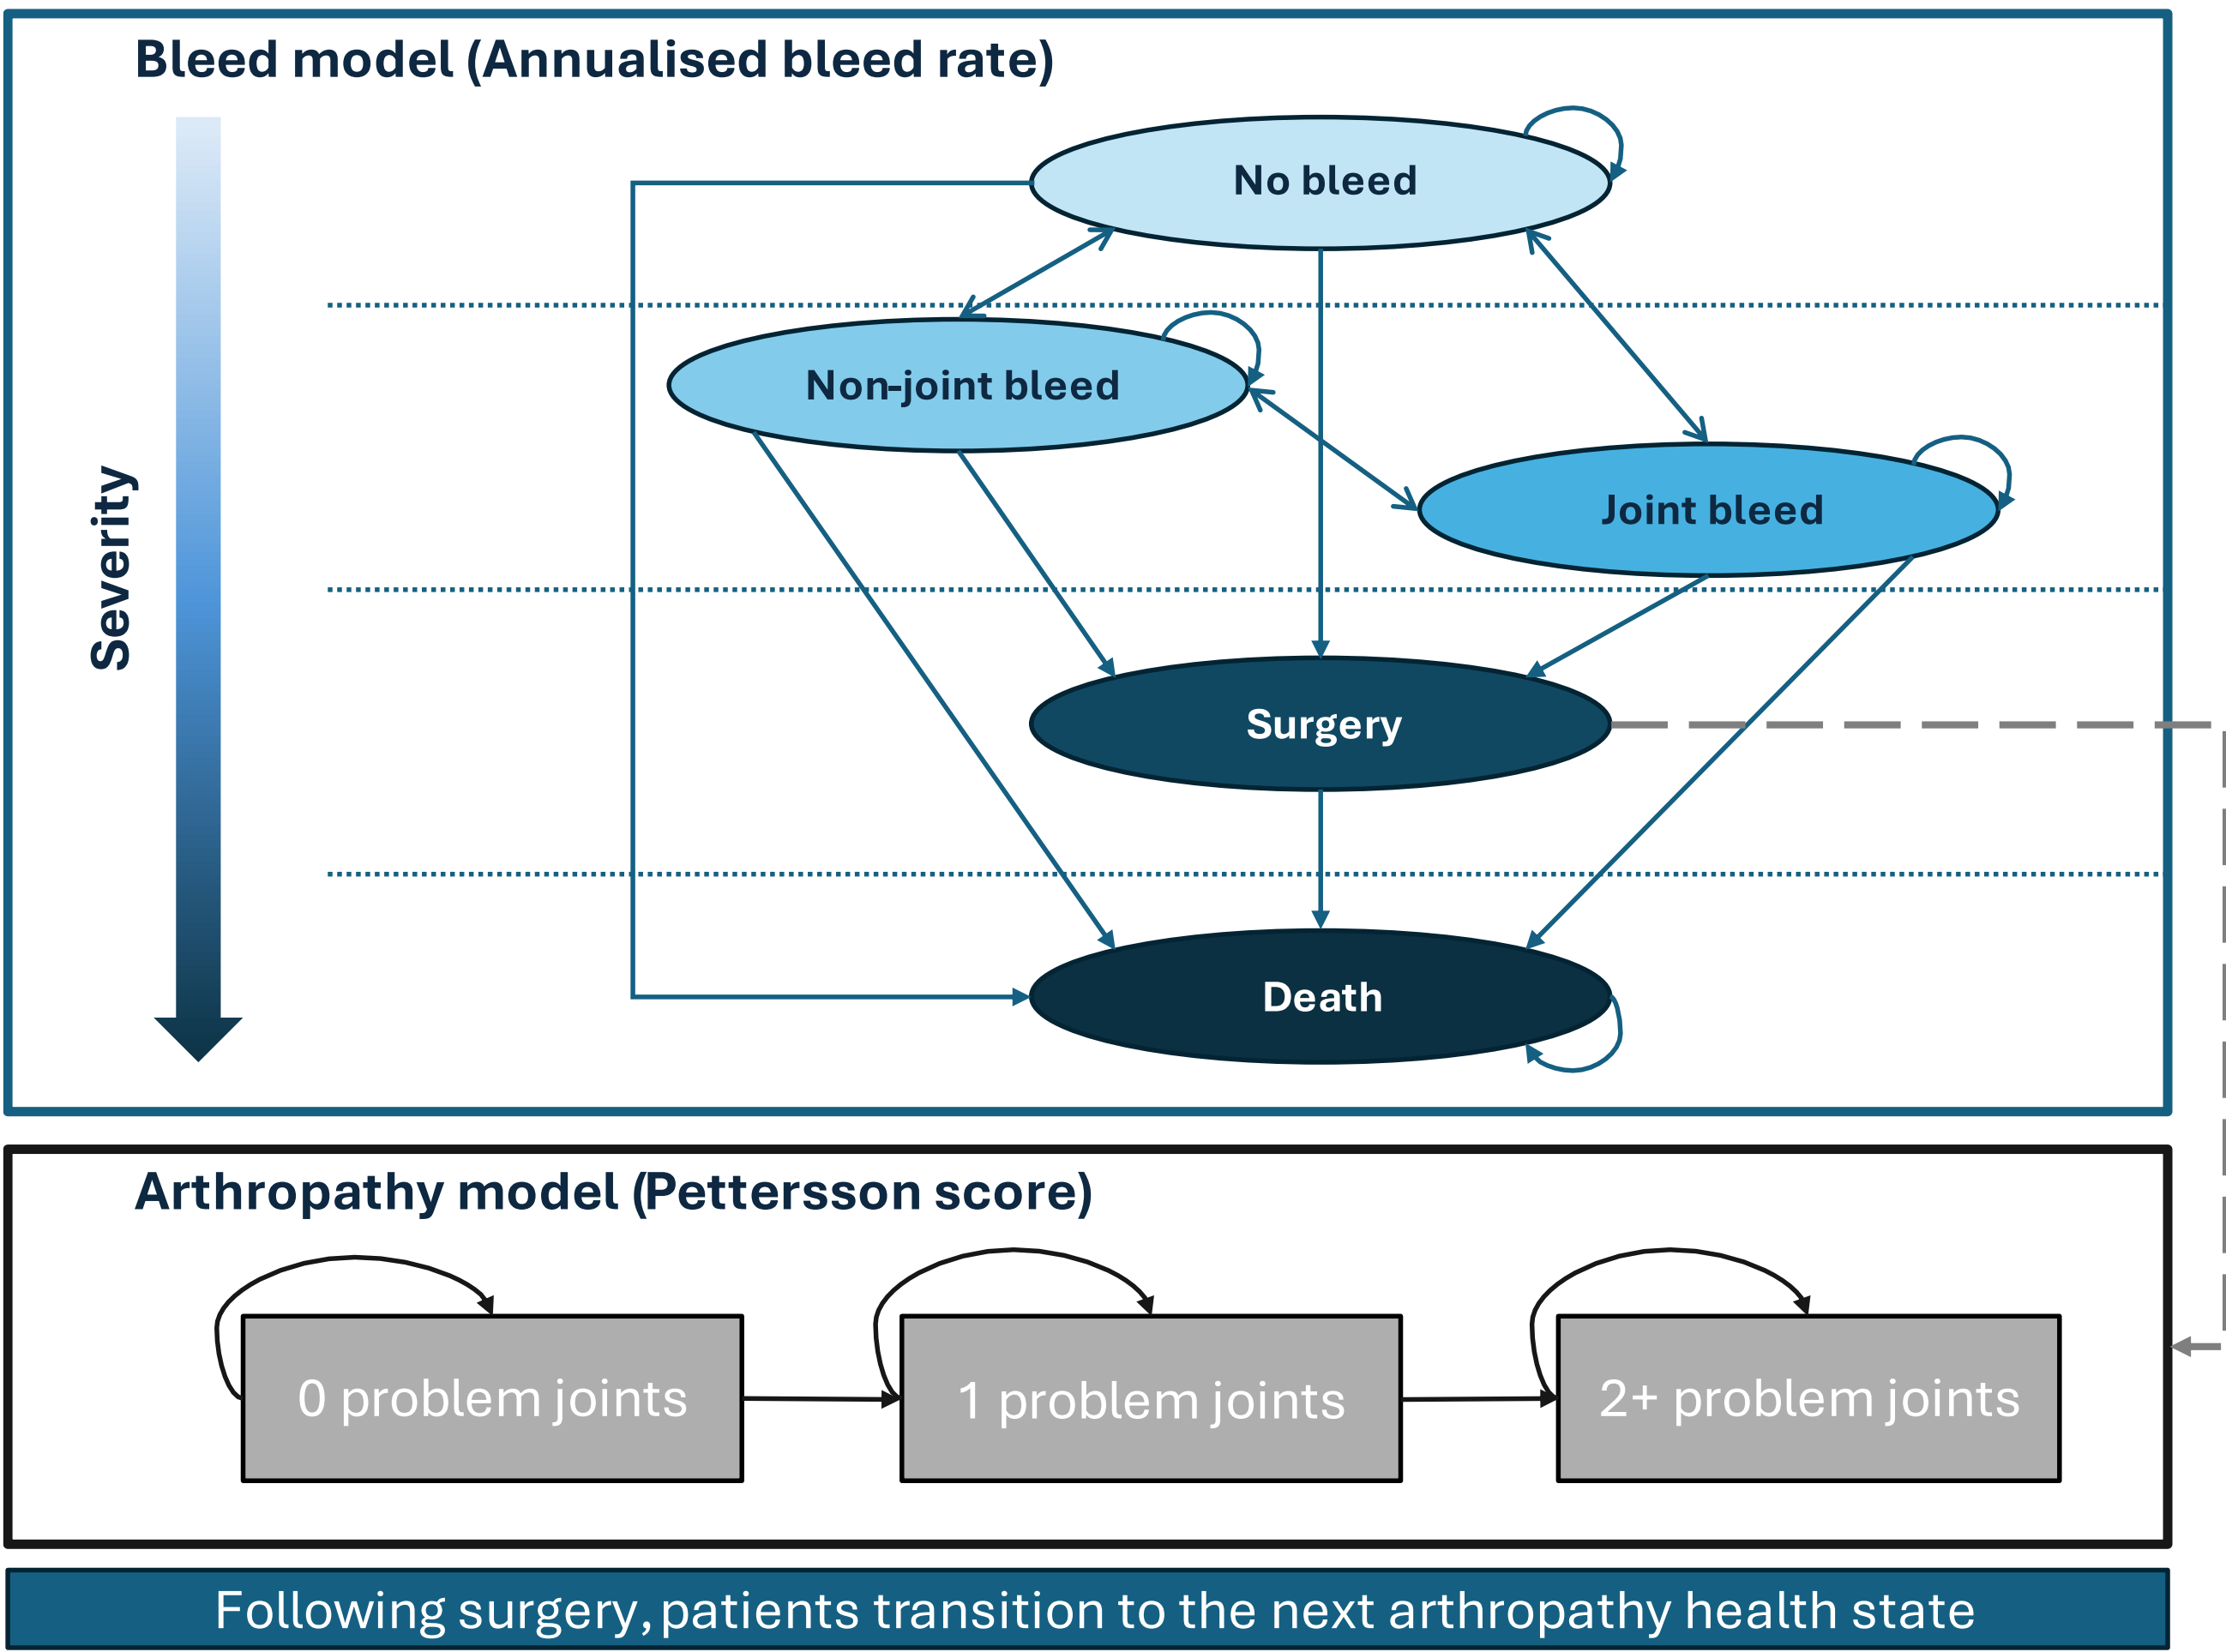 Bleed model (Annualised bleed rate)
No bleed
Non-joint bleed
Joint bleed
Severity
Surgery
Death
Arthropathy model (Pettersson score)
0 problem joints
1 problem joints
2+ problem joints
Following surgery, patients transition to the next arthropathy health state